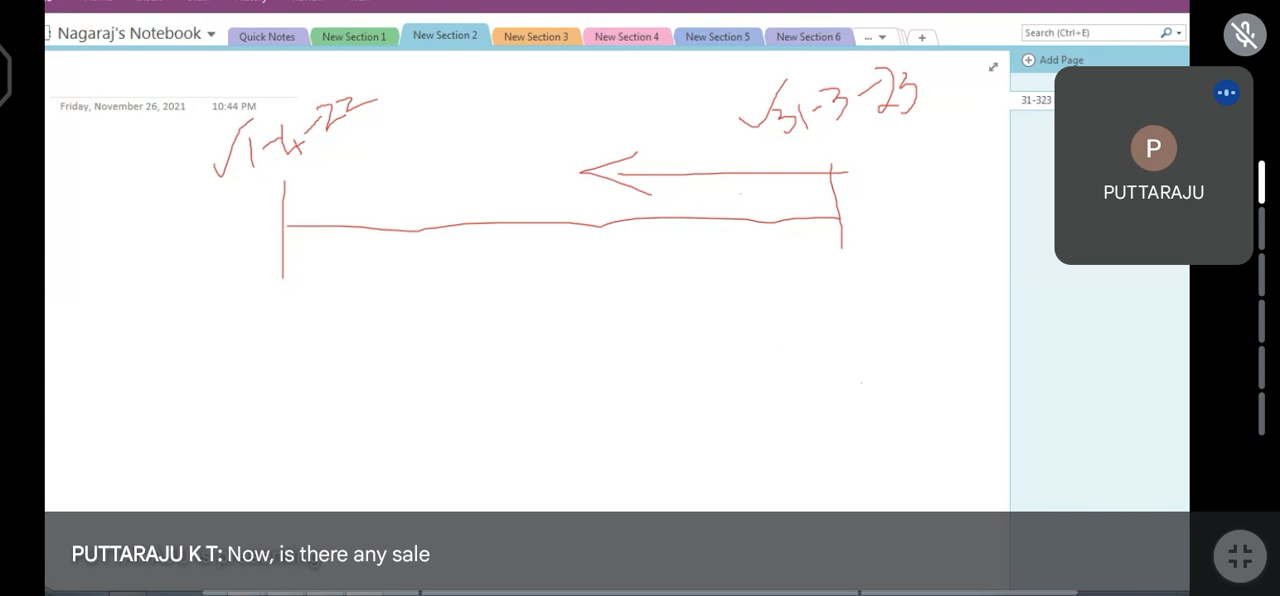 Nagaraj's Notebook
Quick Notes
New Section 1
New Section 2
New Section 3
New Section 4
New Section 5
New Section 6
...
+
Search (Ctrl+E)
Add Page
31-323
Friday, November 26, 2021 10:44 PM
√1-4-22
√31-3-23
P
PUTTARAJU
PUTTARAJU K T: Now, is there any sale